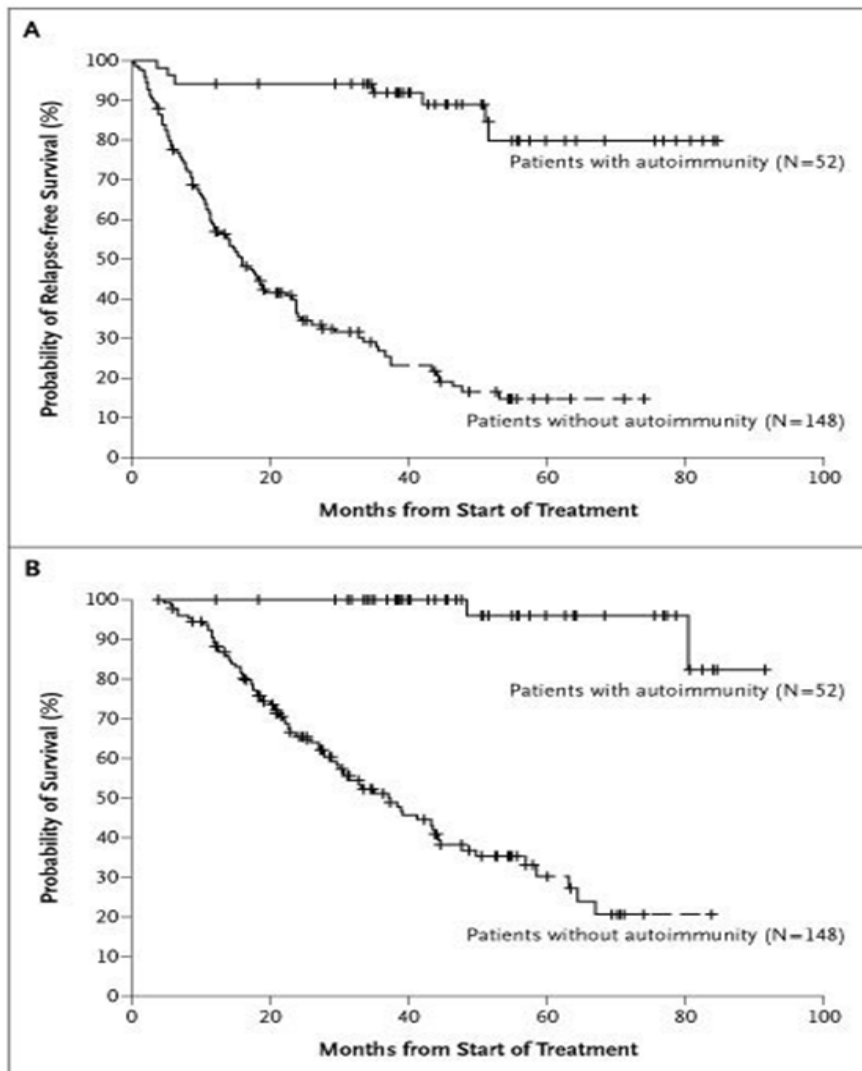 A
100
90
80
70
60
50
40
30
20
10
0
Probability of Relapse-free Survival (%)
Patients with autoimmunity (N=52)
Patients without autoimmunity (N=148)
0 20 40 60 80 100
Months from Start of Treatment
B
100
90
80
70
60
50
40
30
20
10
0
Probability of Survival (%)
Patients with autoimmunity (N=52)
Patients without autoimmunity (N=148)
0 20 40 60 80 100
Months from Start of Treatment